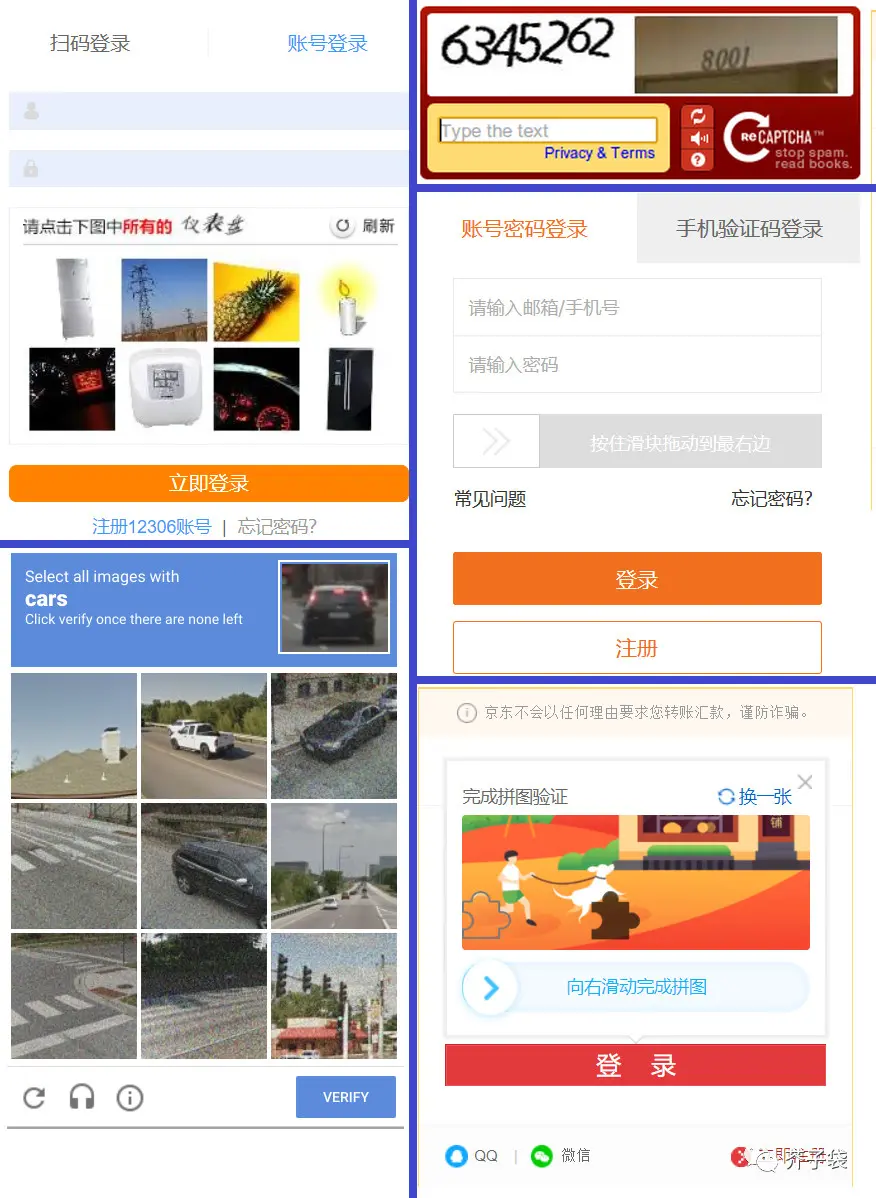 扫码登录
账号登录
请点击下图中所有的 仪表盘
刷新
立即登录
注册12306账号 | 忘记密码?
Select all images with
cars
Click verify once there are none left
VERIFY
6345262
8001
Type the text
Privacy & Terms
ReCAPTCHA™
stop spam.
read books.
账号密码登录
手机验证码登录
请输入邮箱/手机号
请输入密码
按住滑块拖动到最右边
常见问题
忘记密码?
登录
注册
京东不会以任何理由要求您转账汇款，谨防诈骗。
完成拼图验证
换一张
铺
向右滑动完成拼图
登 录
QQ | 微信